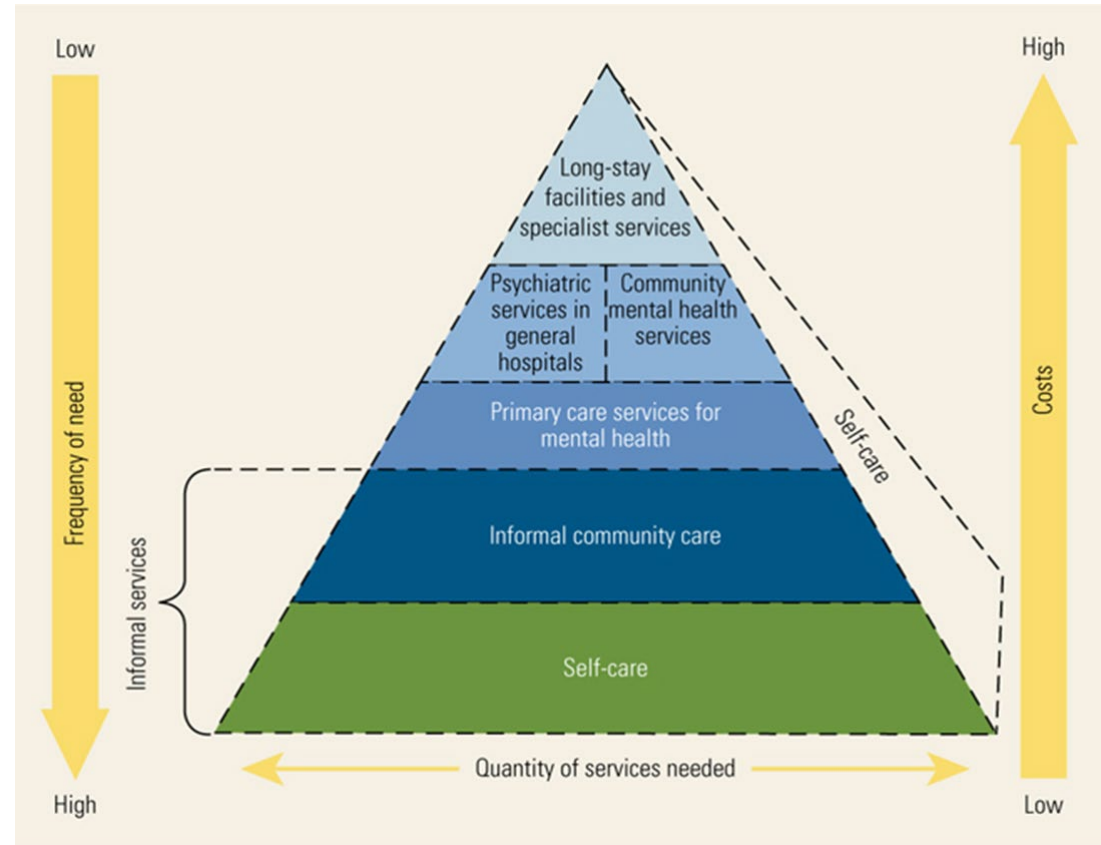 Low
High
Long-stay
facilities and
specialist services
Psychiatric
services in
general
hospitals
Community
mental health
services
Primary care services for
mental health
Self-care
Informal community care
Self-care
Frequency of need
Informal services
Costs
Quantity of services needed
High
Low